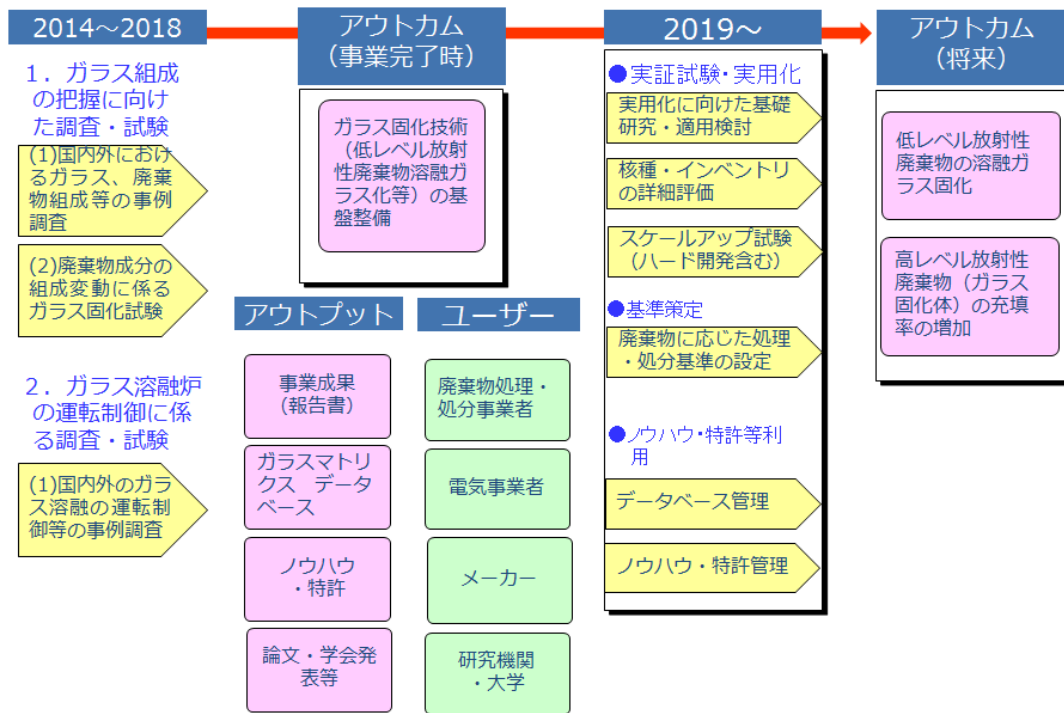 2014～2018
1．ガラス組成
の把握に向け
た調査・試験
(1)国内外におけ
るガラス、廃棄
物組成等の事例
調査
(2)廃棄物成分の
組成変動に係る
ガラス固化試験
2．ガラス溶融炉
の運転制御に係
る調査・試験
(1)国内外のガラ
ス溶融の運転制
御等の事例調査
アウトカム
（事業完了時）
ガラス固化技術
（低レベル放射
性廃棄物溶融ガ
ラス化等）の基
盤整備
アウトプット
事業成果
（報告書）
ガラスマトリ
クス データ
ベース
ノウハウ
・特許
論文・学会発
表等
ユーザー
廃棄物処理・
処分事業者
電気事業者
メーカー
研究機関
・大学
2019～
●実証試験・実用化
実用化に向けた基礎
研究・適用検討
核種・インベントリ
の詳細評価
スケールアップ試験
（ハード開発含む）
●基準策定
廃棄物に応じた処理
・処分基準の設定
●ノウハウ・特許等利
用
データベース管理
ノウハウ・特許管理
アウトカム
（将来）
低レベル放射性
廃棄物の溶融ガ
ラス固化
高レベル放射性
廃棄物（ガラス
固化体）の充填
率の増加